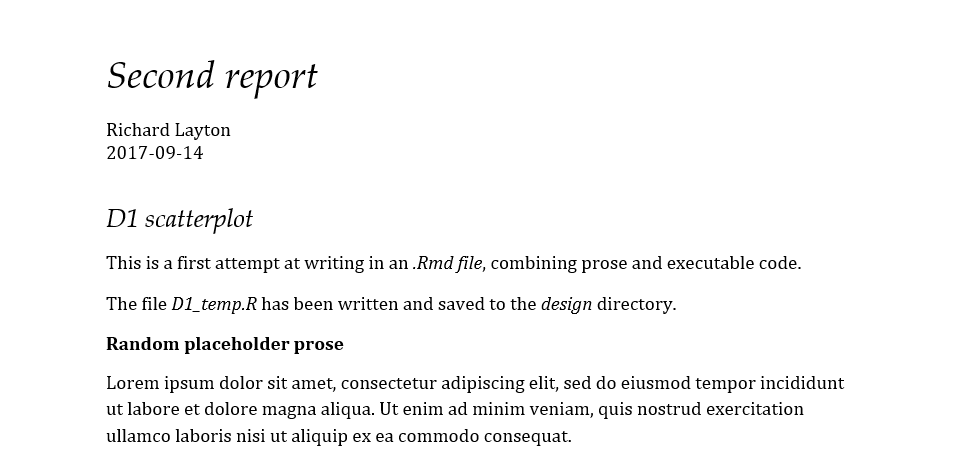 Second report
Richard Layton
2017-09-14
D1 scatterplot
This is a first attempt at writing in an .Rmd file, combining prose and executable code.
The file D1_temp.R has been written and saved to the design directory.
Random placeholder prose
Lorem ipsum dolor sit amet, consectetur adipiscing elit, sed do eiusmod tempor incididunt
ut labore et dolore magna aliqua. Ut enim ad minim veniam, quis nostrud exercitation
ullamco laboris nisi ut aliquip ex ea commodo consequat.